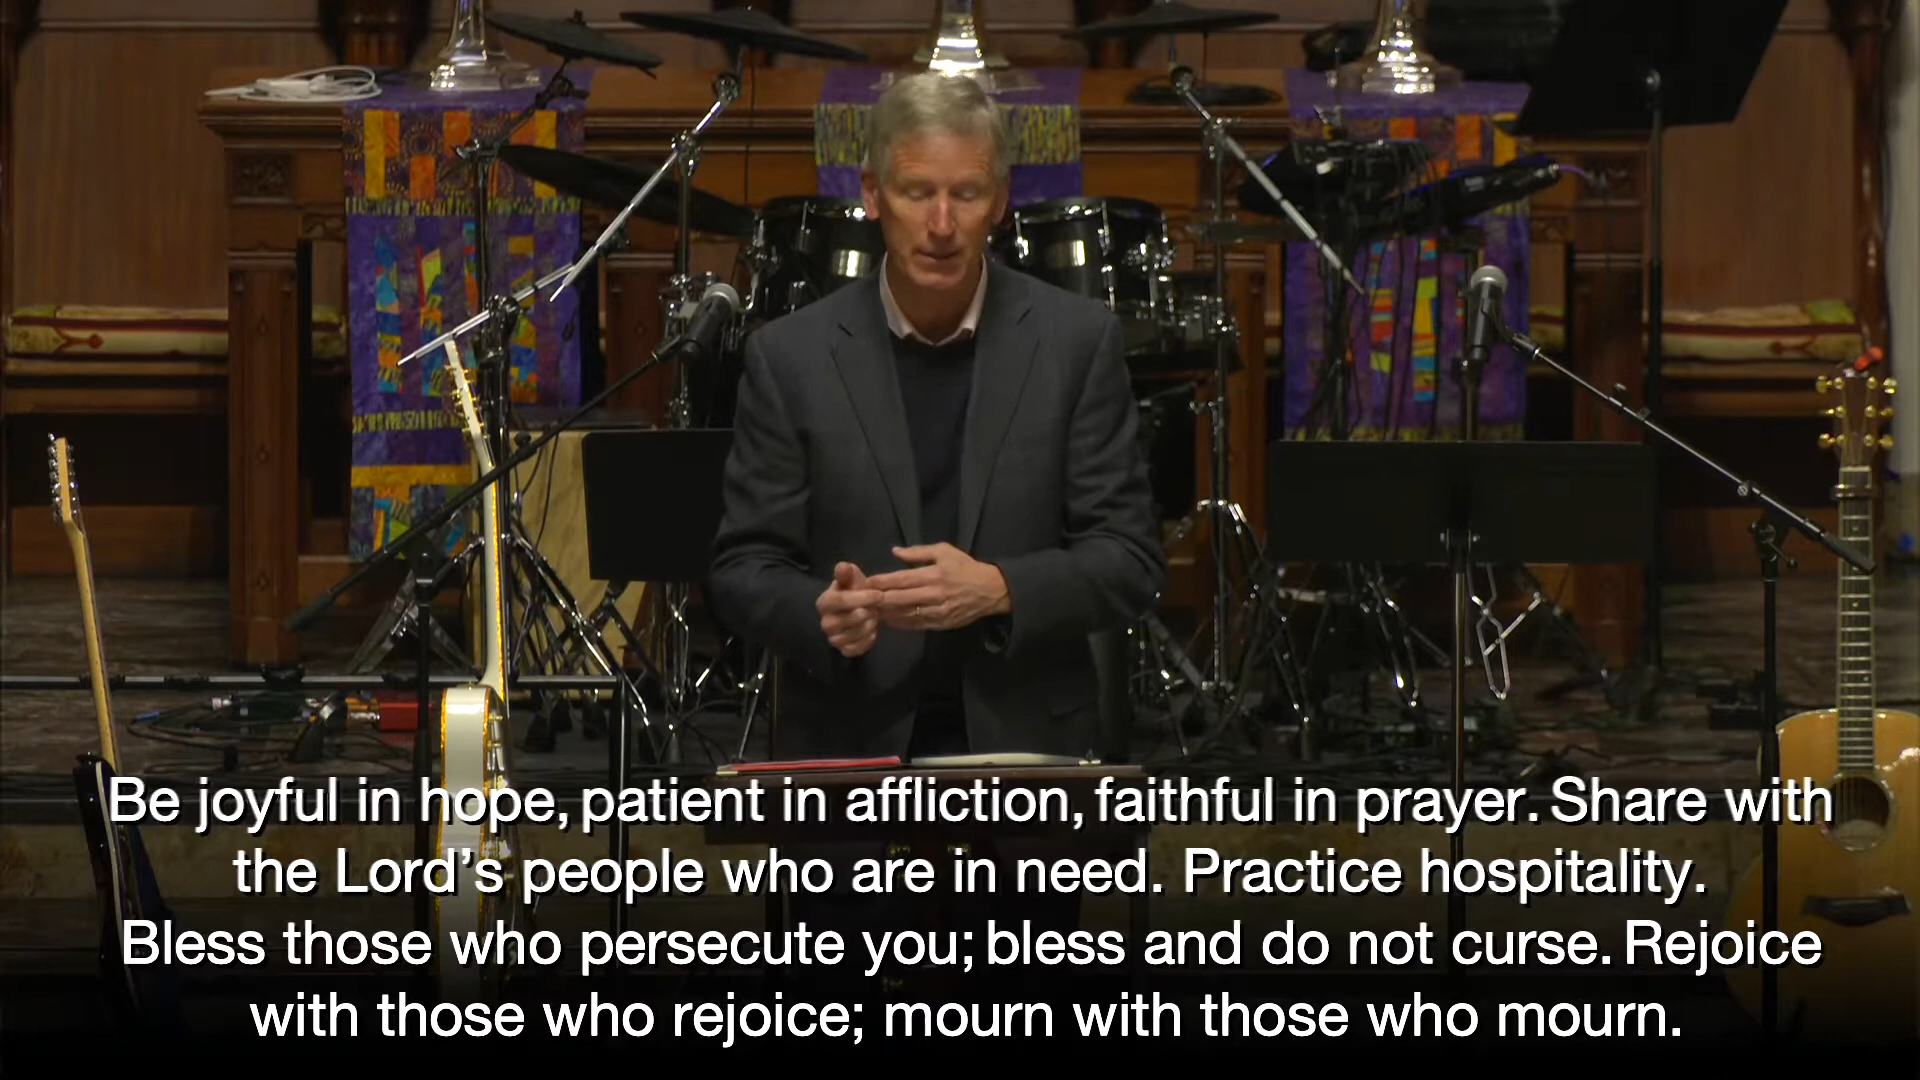 Be joyful in hope, patient in affliction, faithful in prayer. Share with
the Lord’s people who are in need. Practice hospitality.
Bless those who persecute you; bless and do not curse. Rejoice
with those who rejoice; mourn with those who mourn.